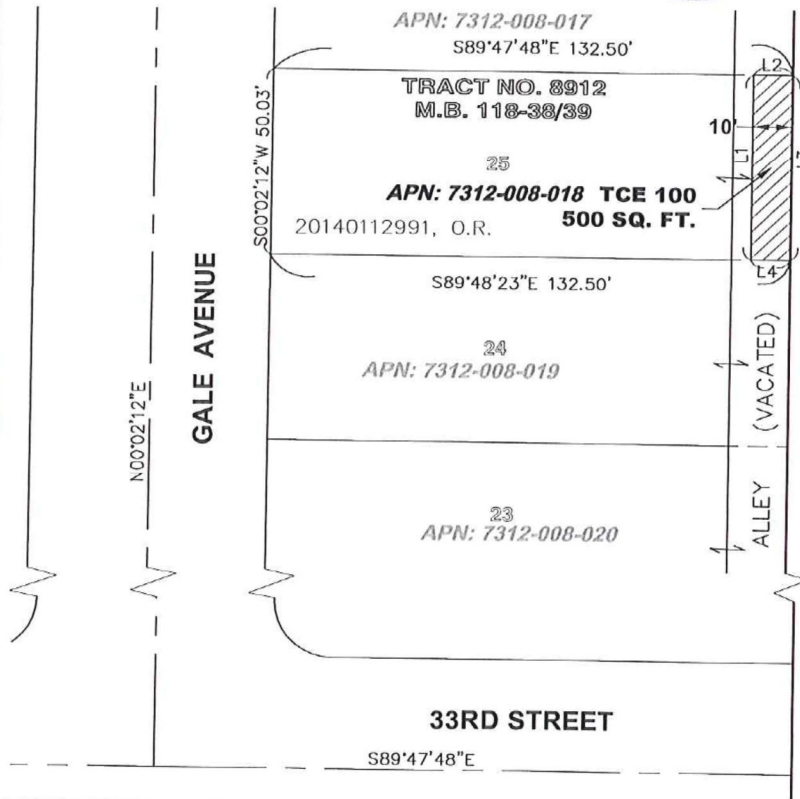 APN: 7312-008-017
S89°47'48"E 132.50'
L2
TRACT NO. 8912
M.B. 118-38/39
S00°02'12"W 50.03'
10'
L1
25
APN: 7312-008-018 TCE 100
500 SQ. FT.
20140112991, O.R.
L4
S89°48'23"E 132.50'
GALE AVENUE
N00°02'12"E
24
APN: 7312-008-019
ALLEY (VACATED)
23
APN: 7312-008-020
33RD STREET
S89°47'48"E